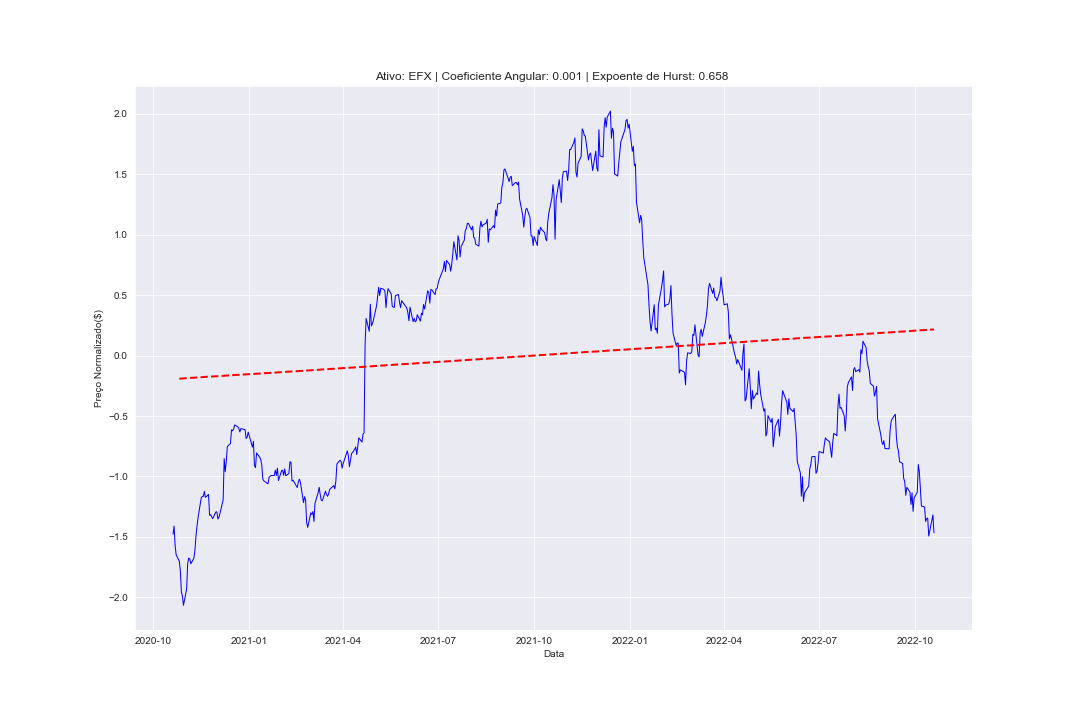 Ativo: EFX | Coeficiente Angular: 0.001 | Expoente de Hurst: 0.658
2.0
1.5
1.0
0.5
0.0
−0.5
−1.0
−1.5
−2.0
Preço Normalizado($)
2020-10 2021-01 2021-04 2021-07 2021-10 2022-01 2022-04 2022-07 2022-10
Data